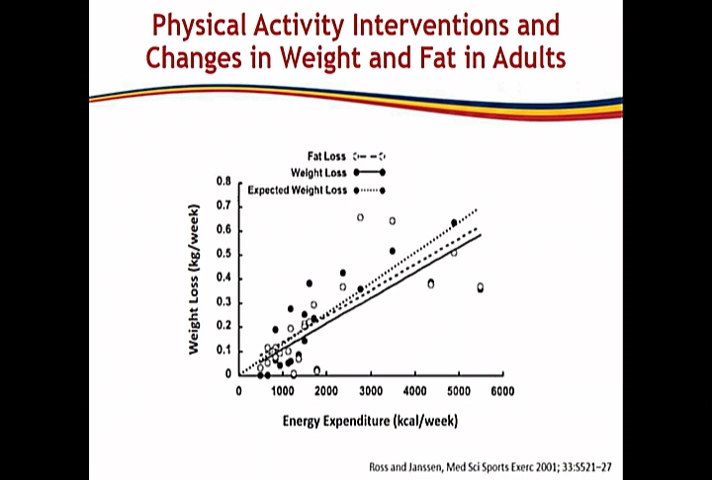 Physical Activity Interventions and
Changes in Weight and Fat in Adults
Fat Loss
Weight Loss
Expected Weight Loss
0.8
0.7
0.6
0.5
0.4
0.3
0.2
0.1
0
Weight Loss (kg/week)
0 1000 2000 3000 4000 5000 6000
Energy Expenditure (kcal/week)
Ross and Janssen, Med Sci Sports Exerc 2001; 33:S521–27